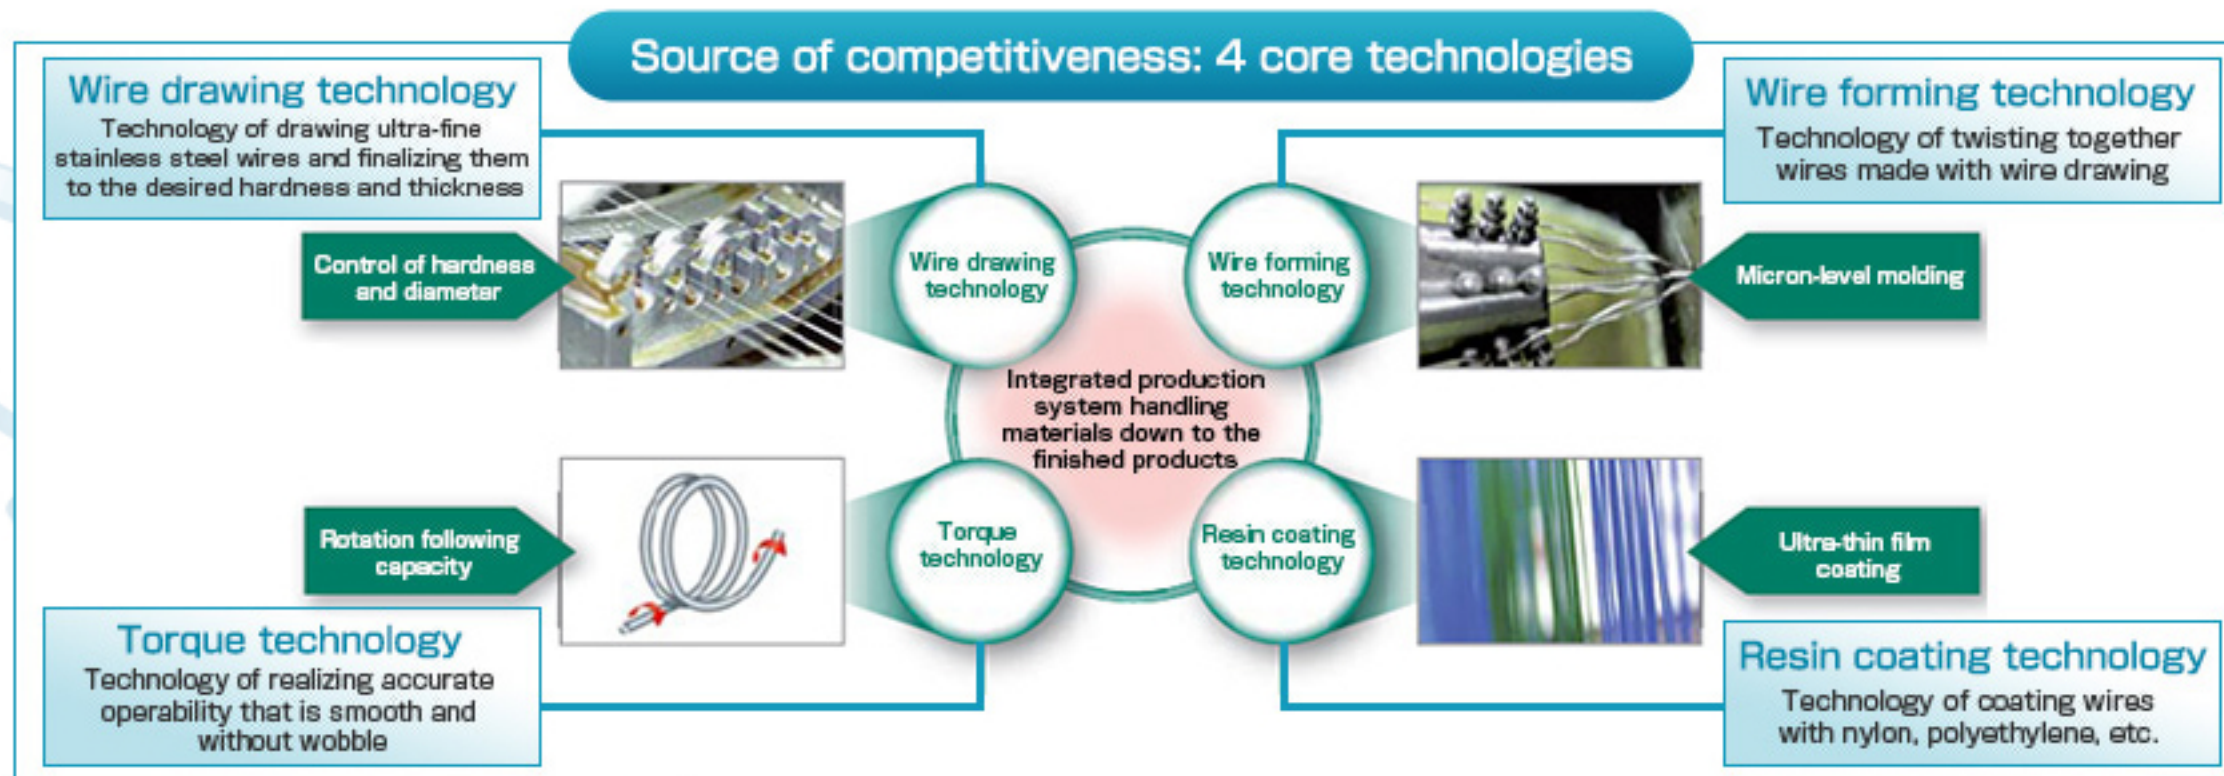 Source of competitiveness: 4 core technologies
Wire drawing technology
Technology of drawing ultra-fine
stainless steel wires and finalizing them
to the desired hardness and thickness
Wire forming technology
Technology of twisting together
wires made with wire drawing
Control of hardness
and diameter
Wire drawing
technology
Wire forming
technology
Micron-level molding
Integrated production
system handling
materials down to the
finished products
Rotation following
capacity
Torque
technology
Resin coating
technology
Ultra-thin film
coating
Torque technology
Technology of realizing accurate
operability that is smooth and
without wobble
Resin coating technology
Technology of coating wires
with nylon, polyethylene, etc.